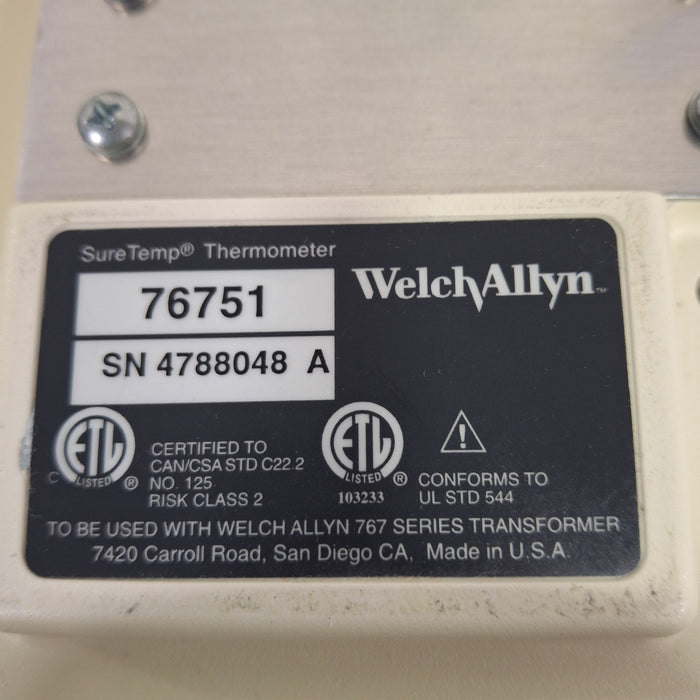 SureTemp® Thermometer
WelchAllyn™
76751
SN 4788048 A
ETL
C LISTED ®
CERTIFIED TO
CAN/CSA STD C22.2
NO. 125
RISK CLASS 2
ETL
LISTED ®
103233
CONFORMS TO
UL STD 544
TO BE USED WITH WELCH ALLYN 767 SERIES TRANSFORMER
7420 Carroll Road, San Diego CA, Made in U.S.A.